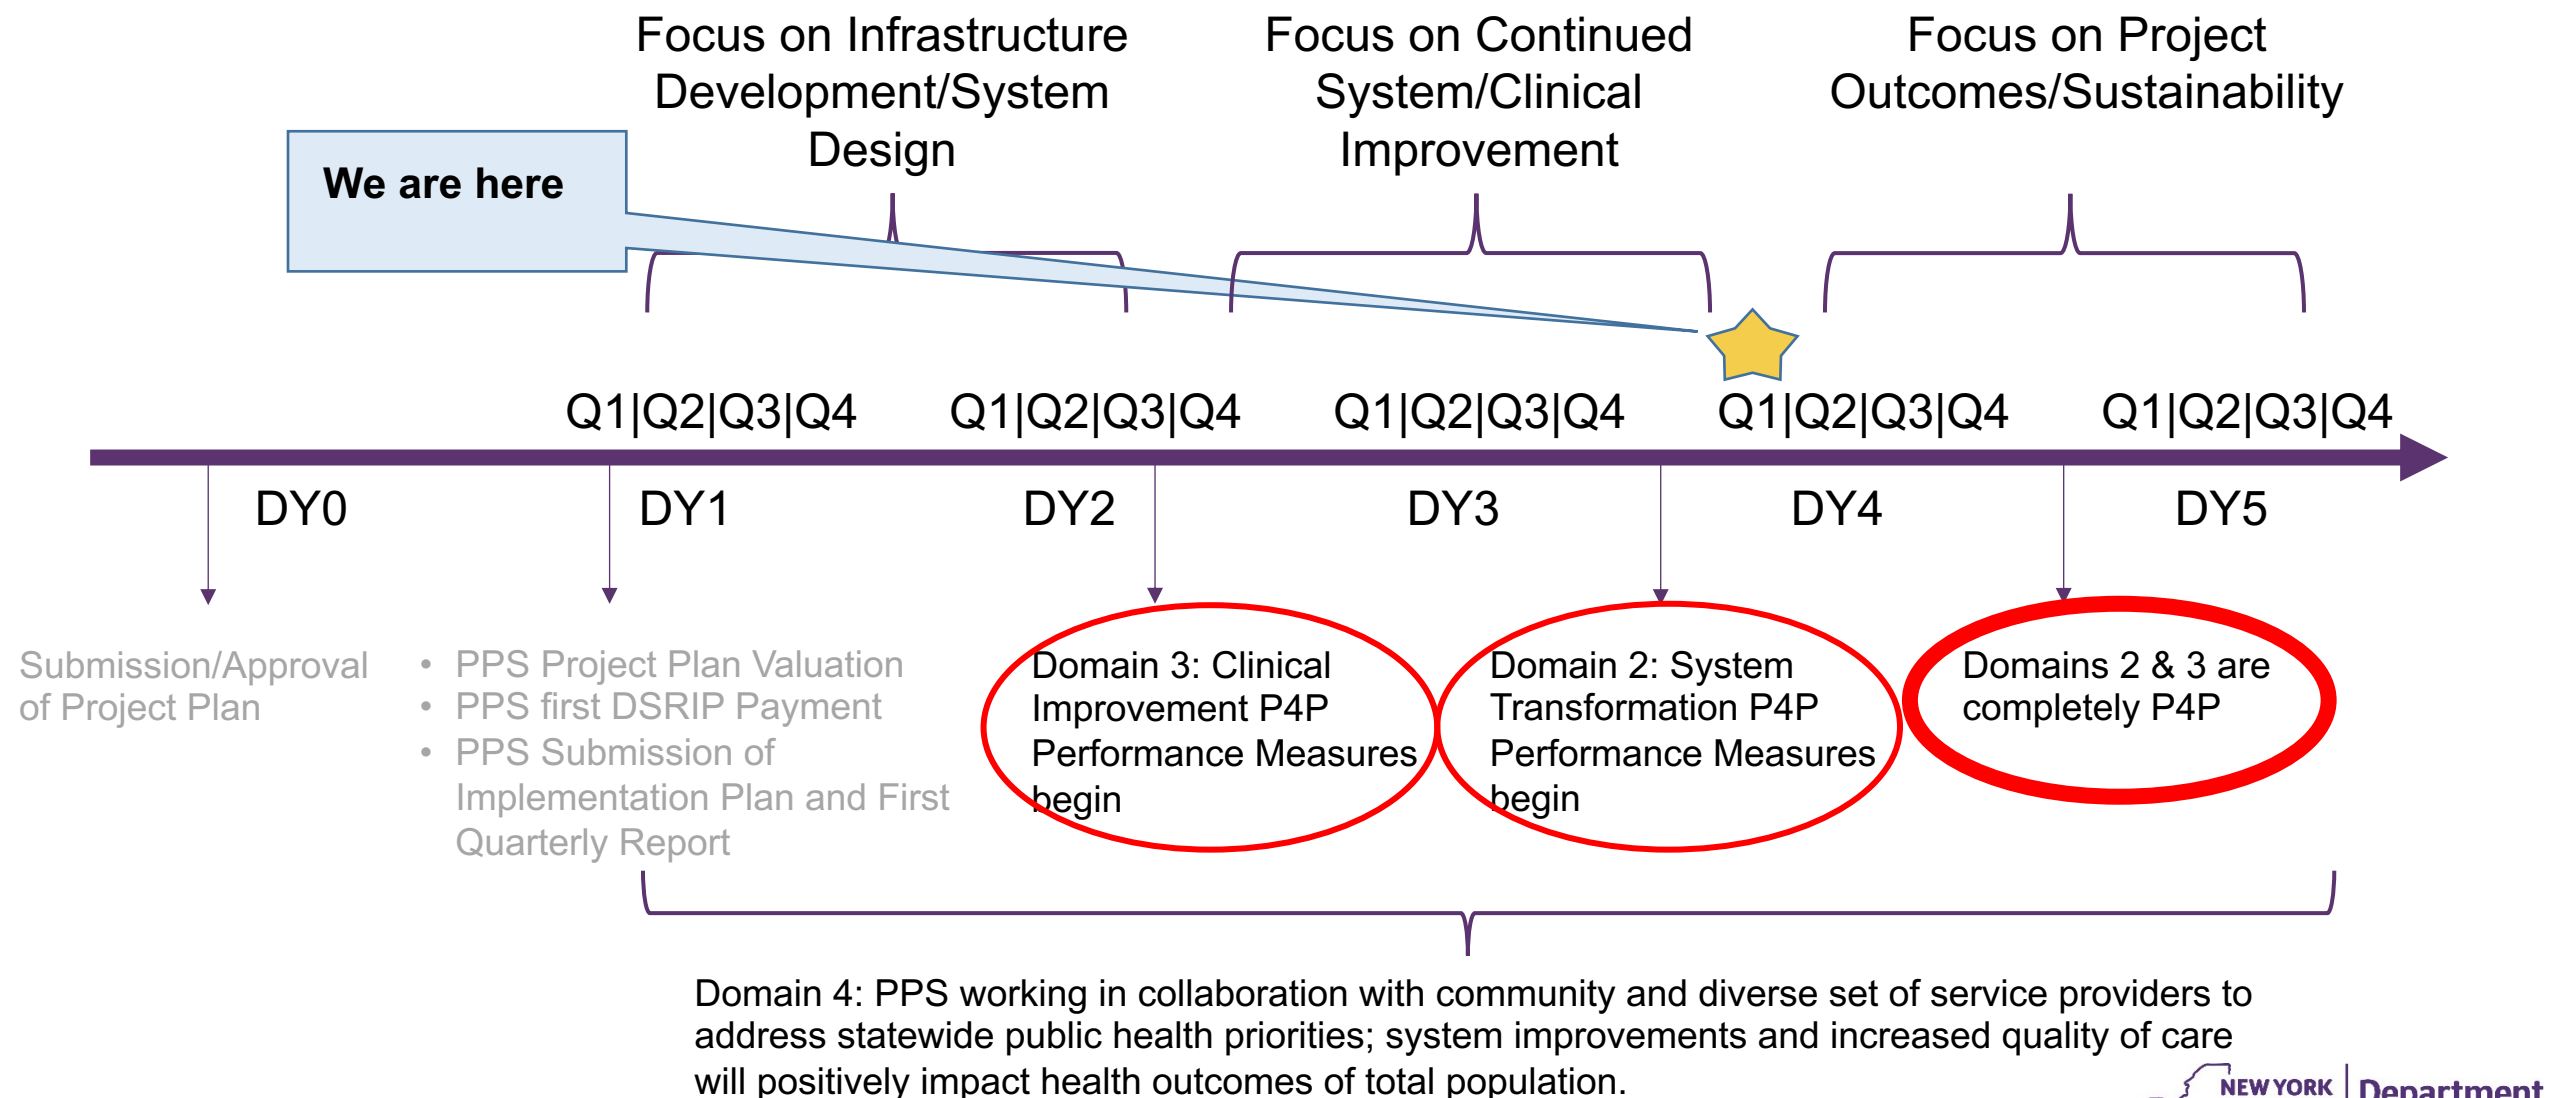 Focus on Infrastructure
Development/System
Design
Focus on Continued
System/Clinical
Improvement
Focus on Project
Outcomes/Sustainability
We are here
Q1|Q2|Q3|Q4
Q1|Q2|Q3|Q4
Q1|Q2|Q3|Q4
Q1|Q2|Q3|Q4
Q1|Q2|Q3|Q4
DY0
DY1
DY2
DY3
DY4
DY5
Submission/Approval
of Project Plan
• PPS Project Plan Valuation
• PPS first DSRIP Payment
• PPS Submission of
Implementation Plan and First
Quarterly Report
Domain 3: Clinical
Improvement P4P
Performance Measures
begin
Domain 2: System
Transformation P4P
Performance Measures
begin
Domains 2 & 3 are
completely P4P
Domain 4: PPS working in collaboration with community and diverse set of service providers to
address statewide public health priorities; system improvements and increased quality of care
will positively impact health outcomes of total population.
NEW YORK
Department